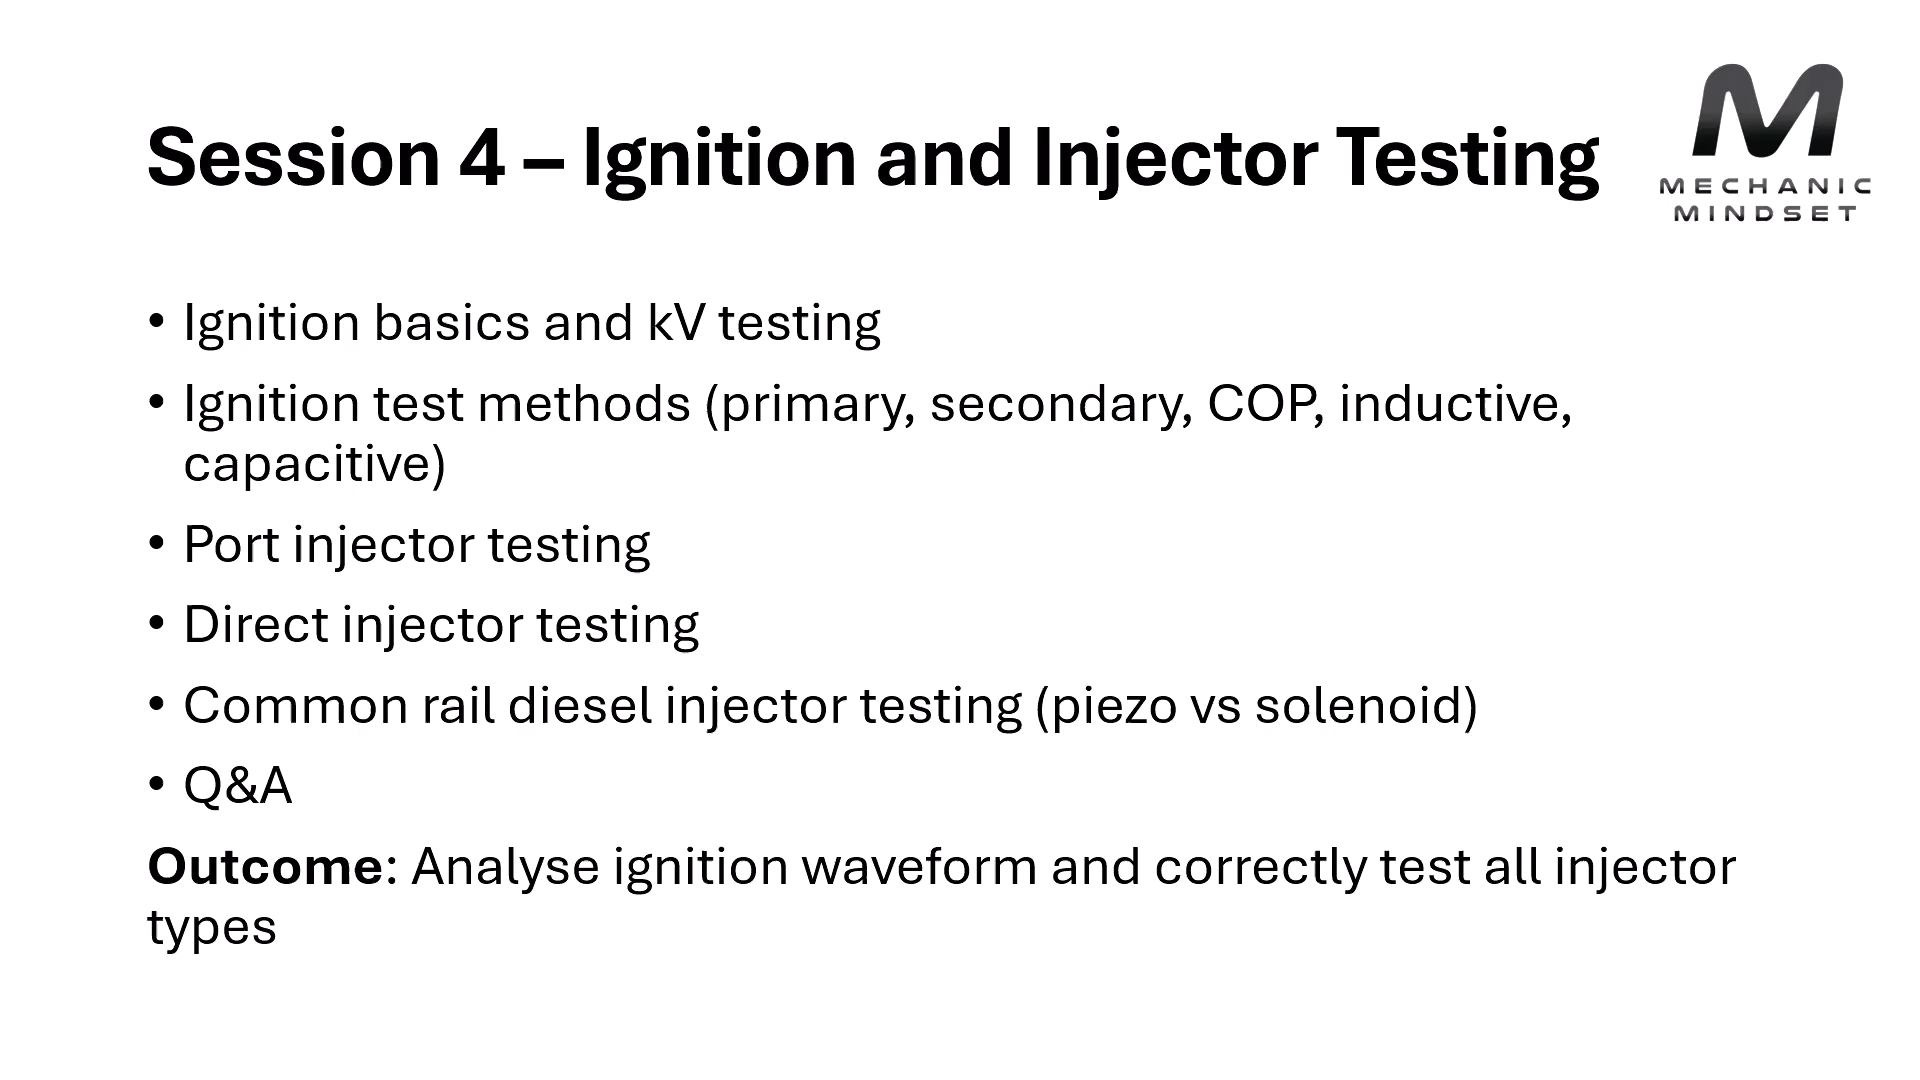 Session 4 – Ignition and Injector Testing
MECHANIC
MINDSET
• Ignition basics and kV testing
• Ignition test methods (primary, secondary, COP, inductive,
capacitive)
• Port injector testing
• Direct injector testing
• Common rail diesel injector testing (piezo vs solenoid)
• Q&A
Outcome: Analyse ignition waveform and correctly test all injector
types